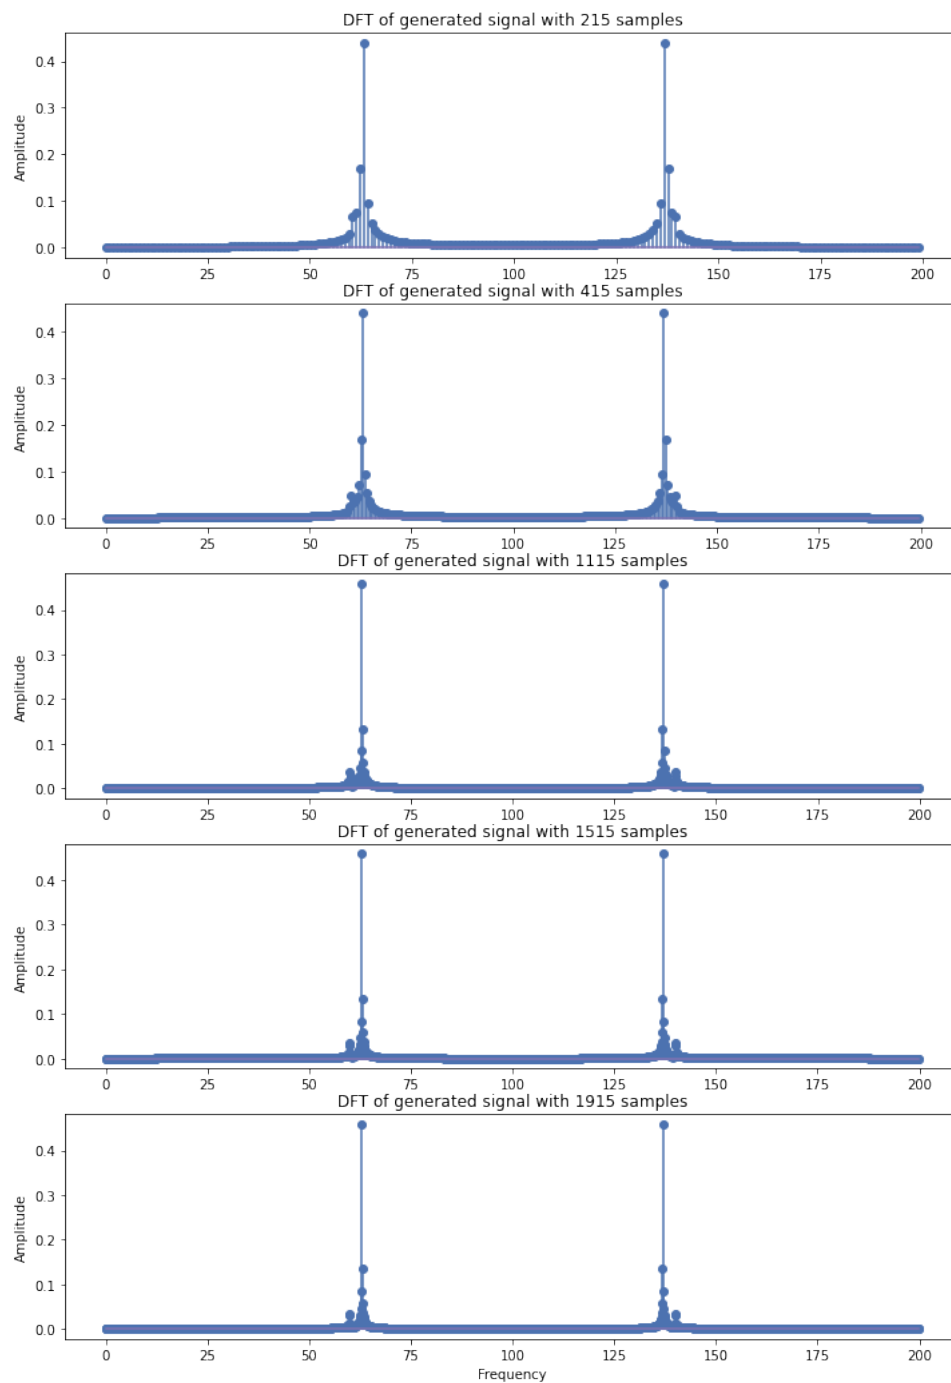 DFT of generated signal with 215 samples
Amplitude
0.4
0.3
0.2
0.1
0.0
0 25 50 75 100 125 150 175 200
DFT of generated signal with 415 samples
Amplitude
0.4
0.3
0.2
0.1
0.0
0 25 50 75 100 125 150 175 200
DFT of generated signal with 1115 samples
Amplitude
0.4
0.3
0.2
0.1
0.0
0 25 50 75 100 125 150 175 200
DFT of generated signal with 1515 samples
Amplitude
0.4
0.3
0.2
0.1
0.0
0 25 50 75 100 125 150 175 200
DFT of generated signal with 1915 samples
Amplitude
0.4
0.3
0.2
0.1
0.0
0 25 50 75 100 125 150 175 200
Frequency